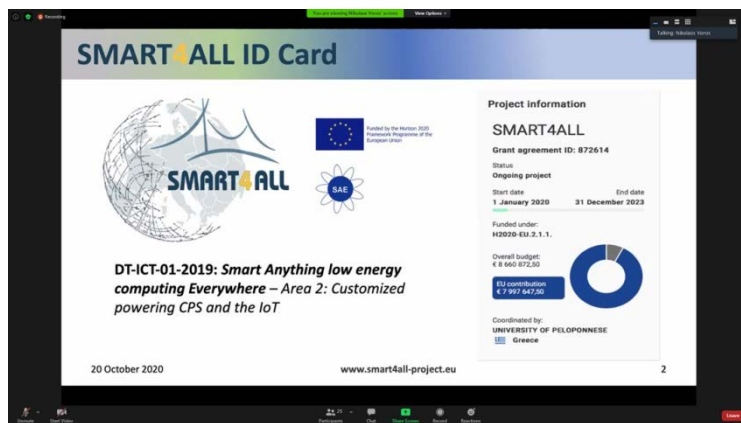 Recording
You are viewing Nikolaos Voros' screen
View Options
Talking: Nikolaos Voros
SMART4ALL ID Card
SMART4ALL
Funded by the Horizon 2020
Framework Programme of the
European Union
SAE
DT-ICT-01-2019: Smart Anything low energy
computing Everywhere – Area 2: Customized
powering CPS and the IoT
Project information
SMART4ALL
Grant agreement ID: 872614
Status
Ongoing project
Start date
End date
1 January 2020
31 December 2023
Funded under:
H2020-EU.2.1.1.
Overall budget:
€ 8 660 872,50
EU contribution
€ 7 997 647,50
Coordinated by:
UNIVERSITY OF PELOPONNESE
Greece
20 October 2020
www.smart4all-project.eu
2
Unmute
Start Video
Participants
Chat
Share Screen
Record
Reactions
Leave